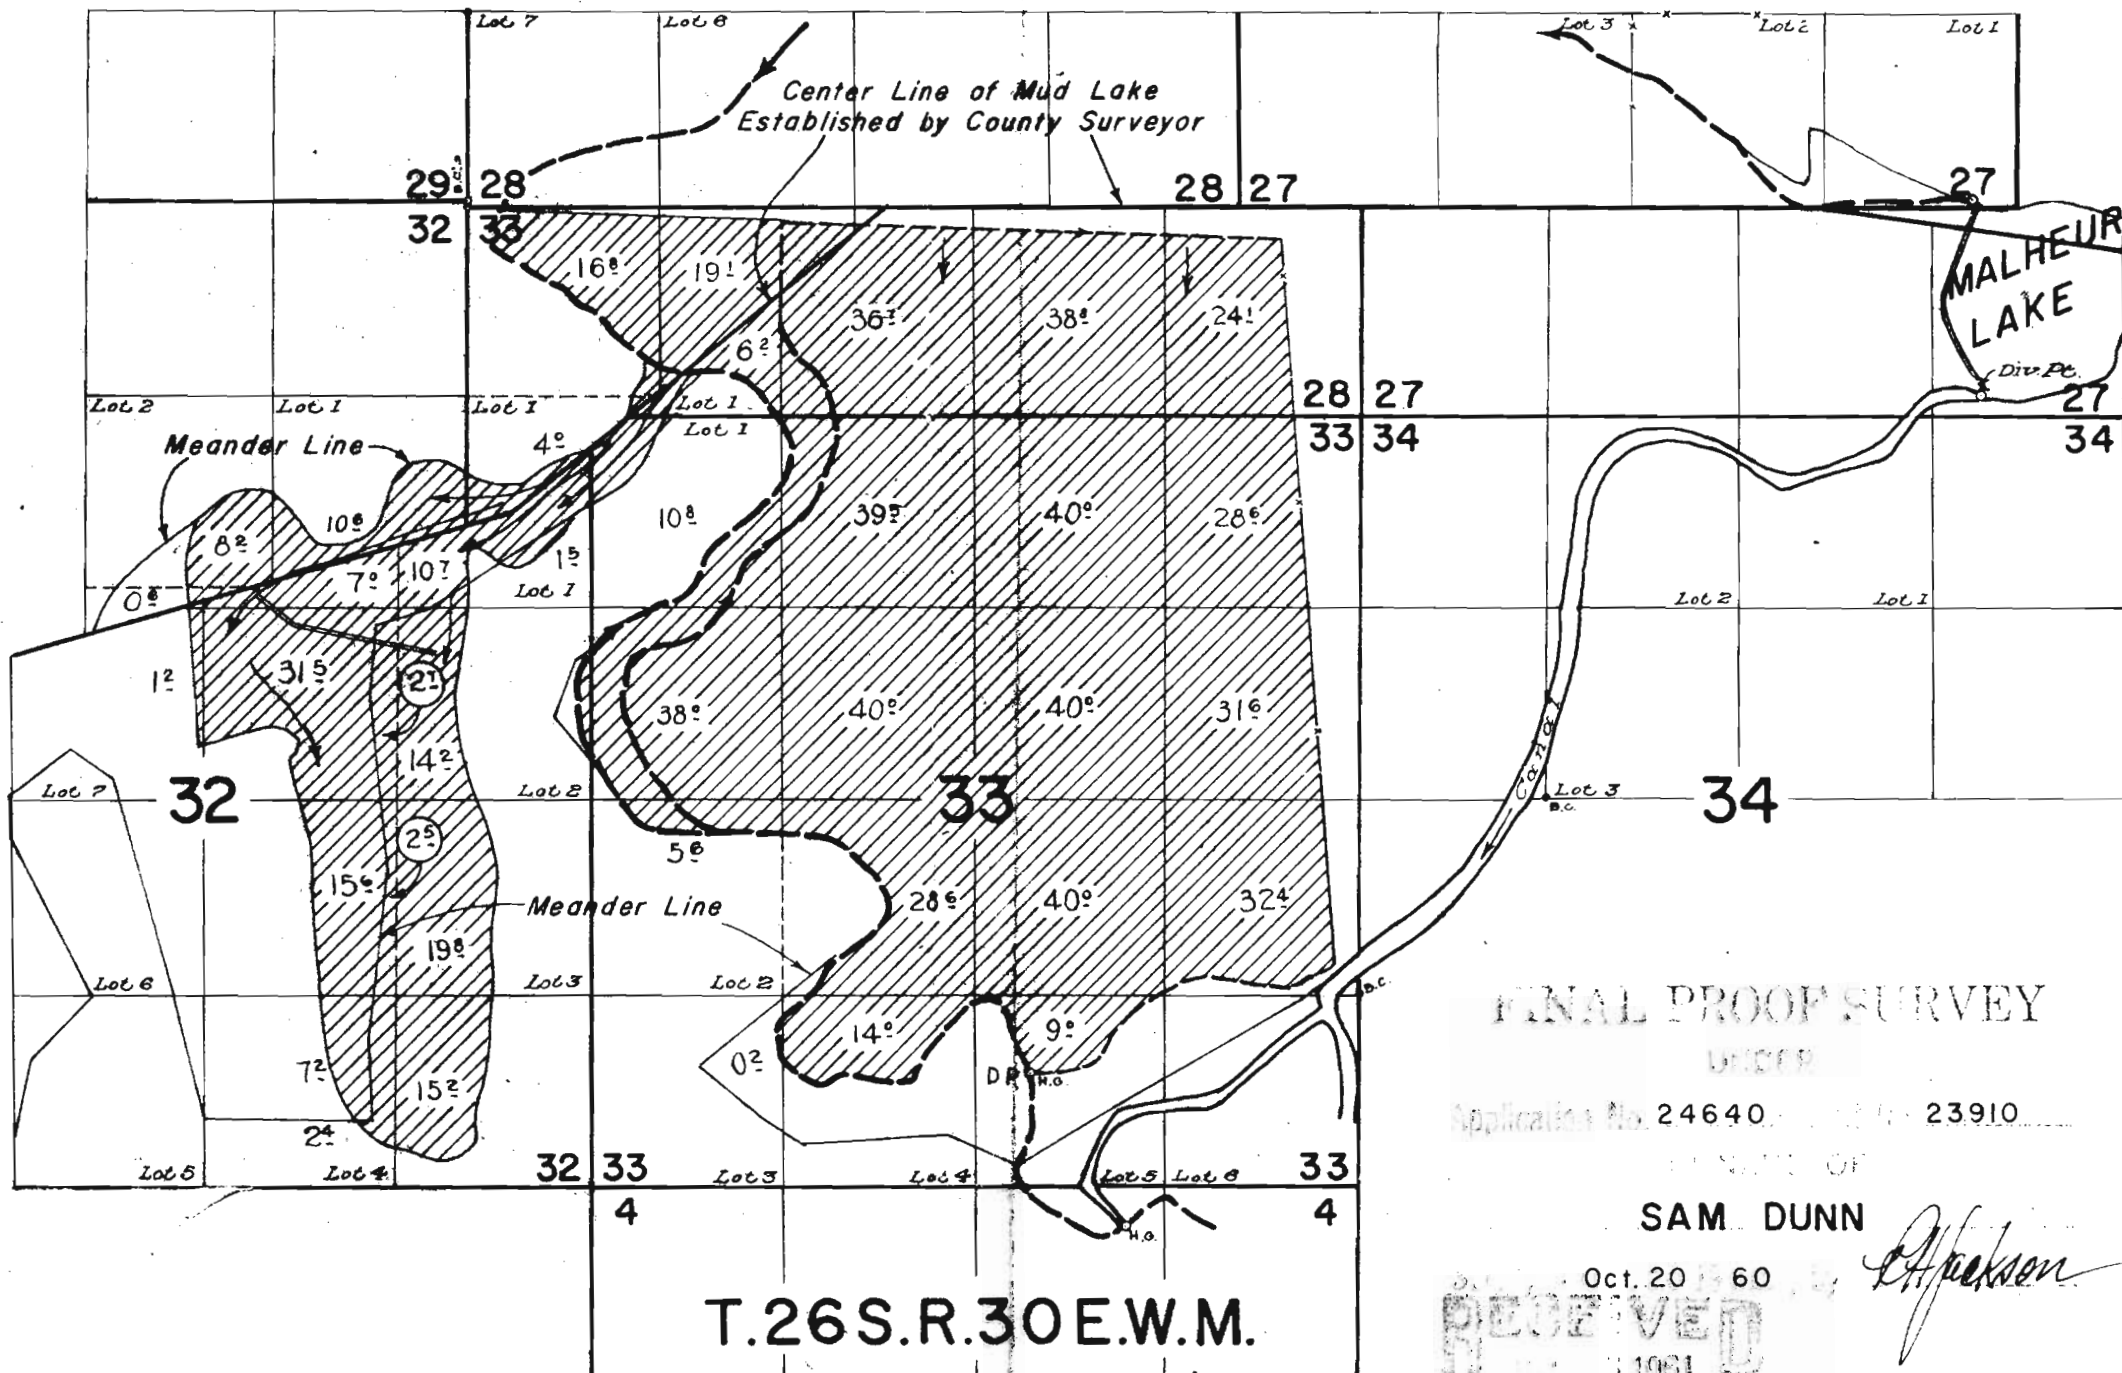 Lot 7 Lot 6 Lot 3 Lot 2 Lot 1
Center Line of Mud Lake
Established by County Surveyor
29 28 28 27 27
32 33
MALHEUR
LAKE
16 8 19 1
36 38 8 24 1
6 2
Div. Pt.
28 27 27
Lot 2 Lot 1 Lot 1 Lot 1
Lot 1
33 34 34
Meander Line
4 0
10 6 10 8 39 5 40 0 28 6
8 2
7 0 10 7 1 5
0 8 Lot 1 Lot 2 Lot 1
1 2 31 5 2 7
38 0 40 0 40 0 31 6
14 2
Canal
Lot 7 32 Lot 2 33 Lot 3 34
B.C.
2 5
5 6
15 6 28 6 40 0 32 4
Meander Line
19 8
Lot 6 Lot 3 Lot 2 B.C.
FINAL PROOF SURVEY
UNDER
14 0 9 0
7 2 0 2
15 2 D.P. H.G.
Application No. 24640 23910
2 4
32 33 33
Lot 5 Lot 4 Lot 3 Lot 4 Lot 5 Lot 6
NAME OF
4 4
SAM DUNN
H.G.
Oct. 20 60 R A Jackson
T.26S.R.30E.W.M.
RECEIVED
1961